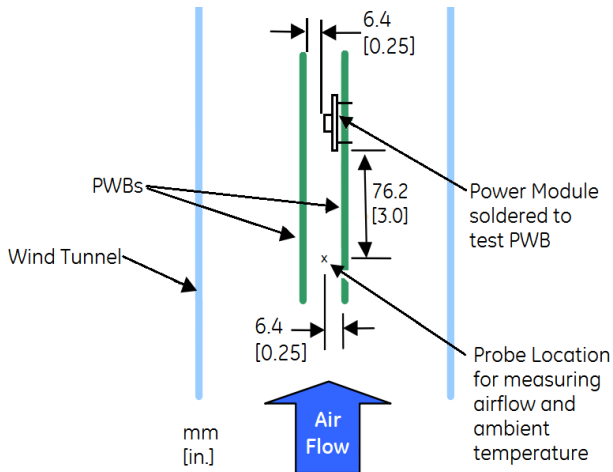 6.4
[0.25]
PWBs
76.2
[3.0]
Power Module
soldered to
test PWB
Wind Tunnel
x
6.4
[0.25]
Probe Location
for measuring
airflow and
ambient
temperature
Air
Flow
mm
[in.]